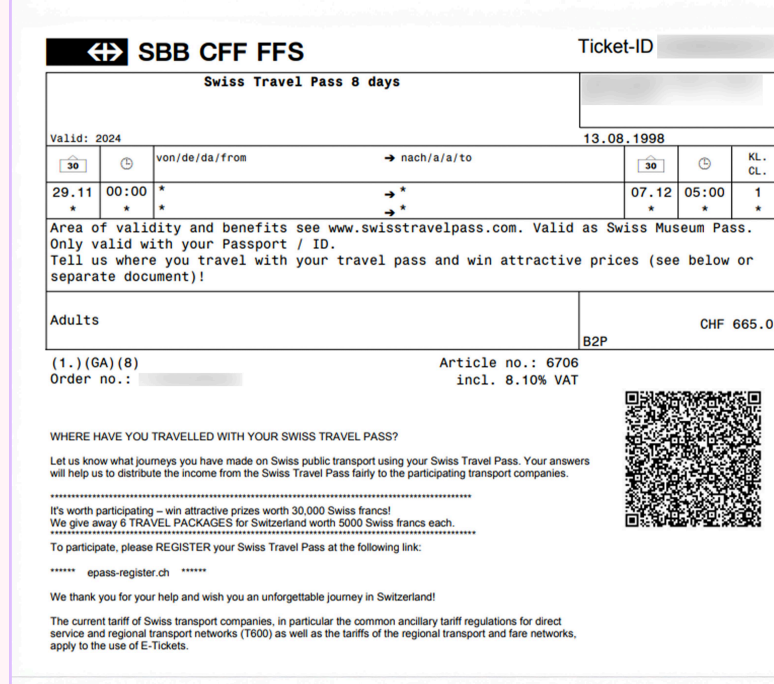 SBB CFF FFS
Ticket-ID
Swiss Travel Pass 8 days
Valid: 2024
13.08.1998
30 von/de/da/from ➔ nach/a/a/to 30 KL. CL.
29.11 00:00 * ➔ * 07.12 05:00 1
* * * ➔ * * * *
Area of validity and benefits see www.swisstravelpass.com. Valid as Swiss Museum Pass.
Only valid with your Passport / ID.
Tell us where you travel with your travel pass and win attractive prices (see below or
separate document)!
Adults
CHF 665.0
B2P
(1.)(GA)(8) Article no.: 6706
Order no.: incl. 8.10% VAT
WHERE HAVE YOU TRAVELLED WITH YOUR SWISS TRAVEL PASS?
Let us know what journeys you have made on Swiss public transport using your Swiss Travel Pass. Your answers
will help us to distribute the income from the Swiss Travel Pass fairly to the participating transport companies.
It's worth participating – win attractive prizes worth 30,000 Swiss francs!
We give away 6 TRAVEL PACKAGES for Switzerland worth 5000 Swiss francs each.
To participate, please REGISTER your Swiss Travel Pass at the following link:
****** epass-register.ch ******
We thank you for your help and wish you an unforgettable journey in Switzerland!
The current tariff of Swiss transport companies, in particular the common ancillary tariff regulations for direct
service and regional transport networks (T600) as well as the tariffs of the regional transport and fare networks,
apply to the use of E-Tickets.